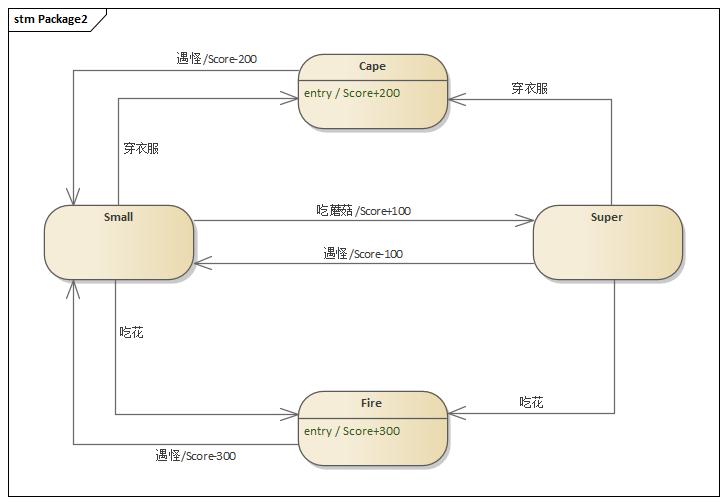 stm Package2
遇怪/Score-200
Cape
entry / Score+200
穿衣服
穿衣服
Small
吃蘑菇/Score+100
Super
遇怪/Score-100
吃花
Fire
吃花
entry / Score+300
遇怪/Score-300